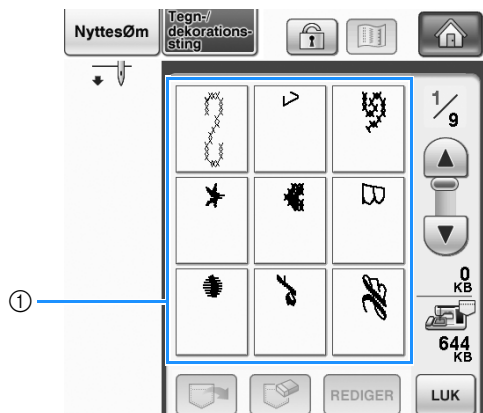 NyttesØm
Tegn-/
dekorations-
sting
1/9
①
0
KB
644
KB
REDIGER
LUK